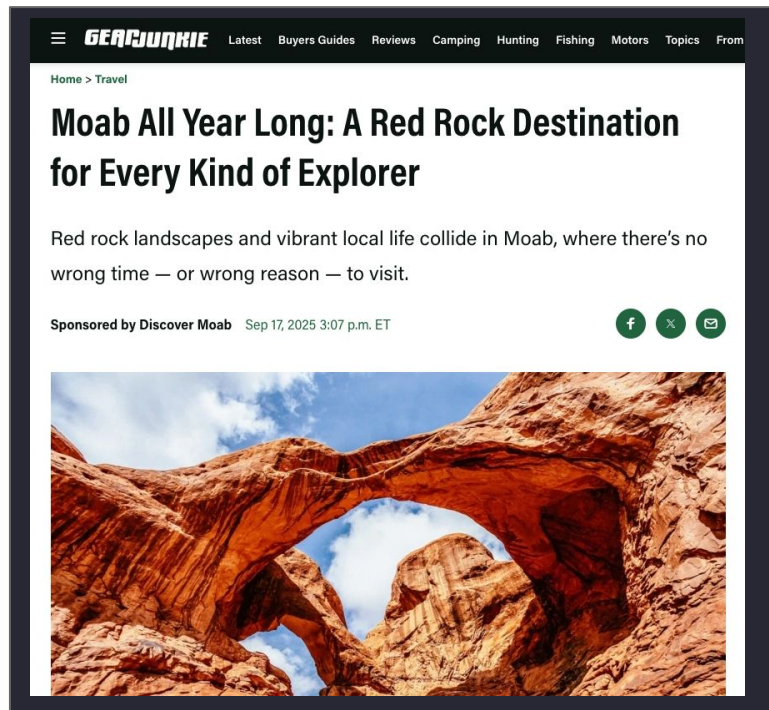 GEARJUNKIE Latest Buyers Guides Reviews Camping Hunting Fishing Motors Topics From
Home > Travel
Moab All Year Long: A Red Rock Destination
for Every Kind of Explorer
Red rock landscapes and vibrant local life collide in Moab, where there’s no
wrong time — or wrong reason — to visit.
Sponsored by Discover Moab Sep 17, 2025 3:07 p.m. ET